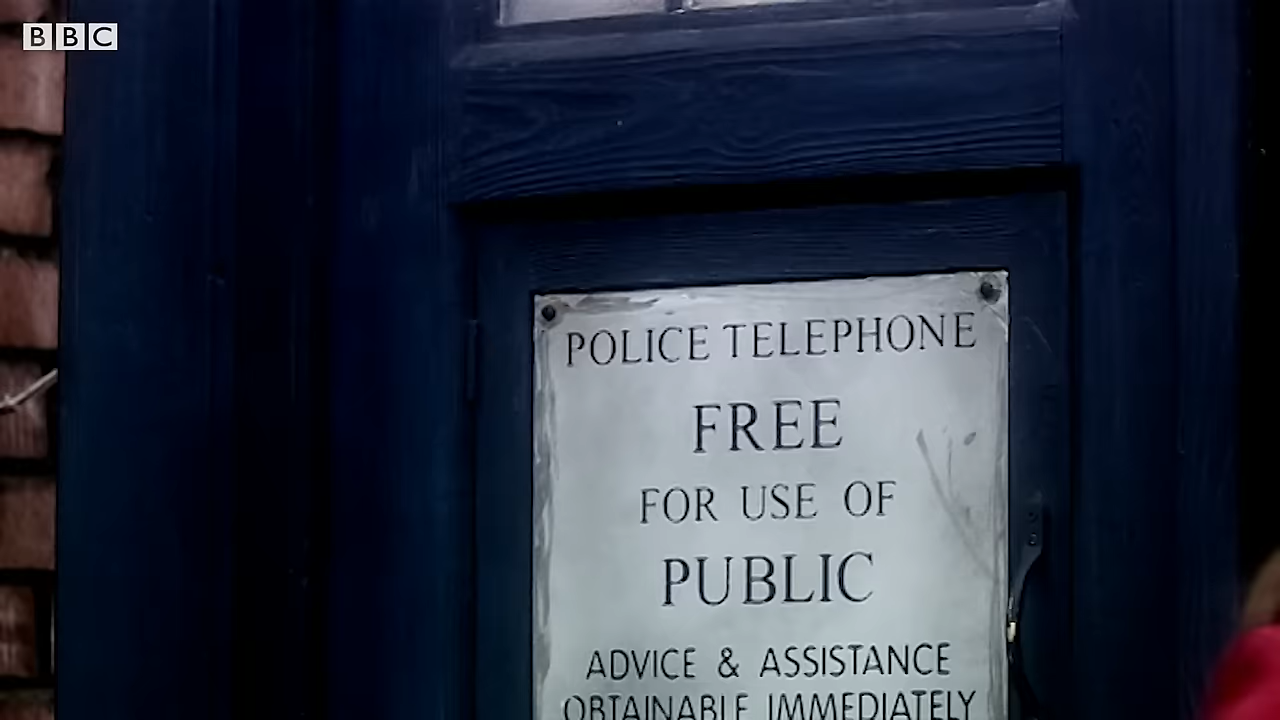 BBC
POLICE TELEPHONE
FREE
FOR USE OF
PUBLIC
ADVICE & ASSISTANCE
OBTAINABLE IMMEDIATELY